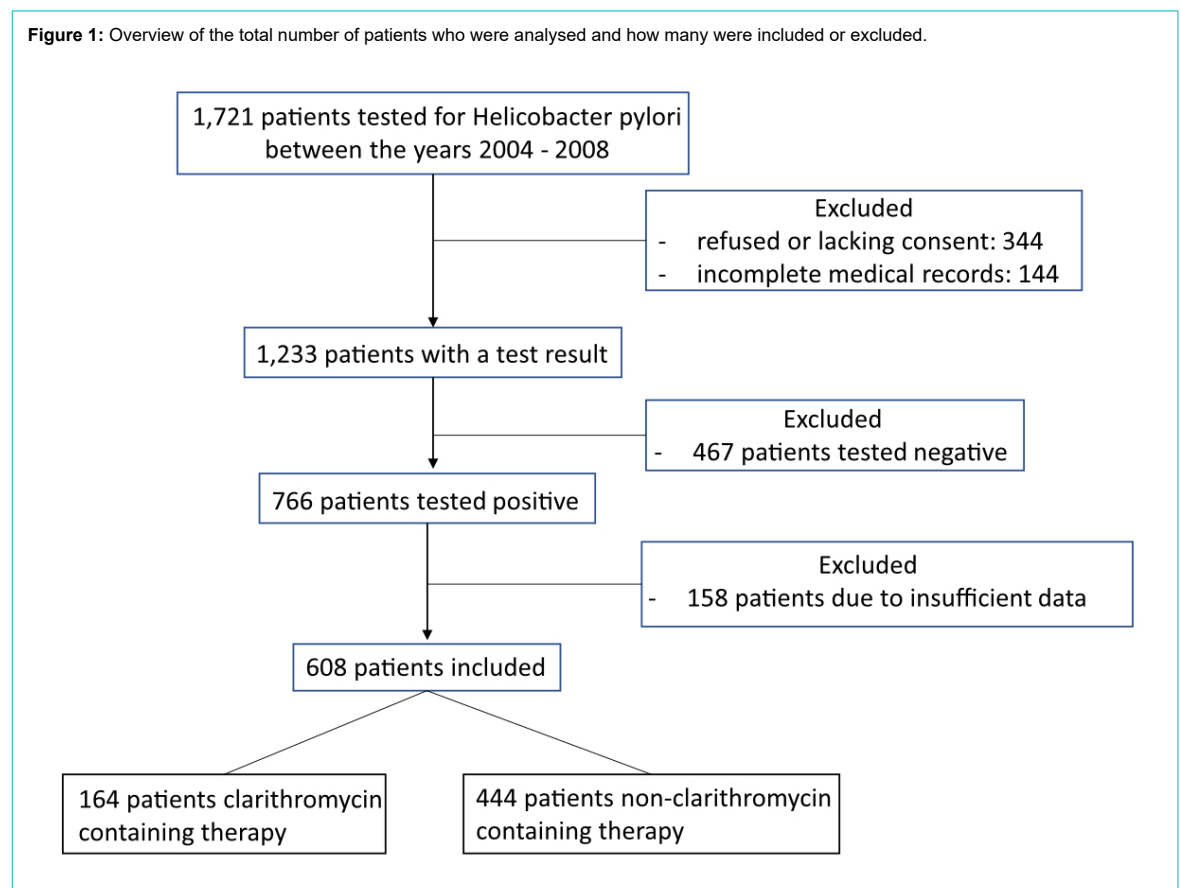 Figure 1: Overview of the total number of patients who were analysed and how many were included or excluded.
1,721 patients tested for Helicobacter pylori
between the years 2004 - 2008
Excluded
- refused or lacking consent: 344
- incomplete medical records: 144
1,233 patients with a test result
Excluded
- 467 patients tested negative
766 patients tested positive
Excluded
- 158 patients due to insufficient data
608 patients included
164 patients clarithromycin
containing therapy
444 patients non-clarithromycin
containing therapy